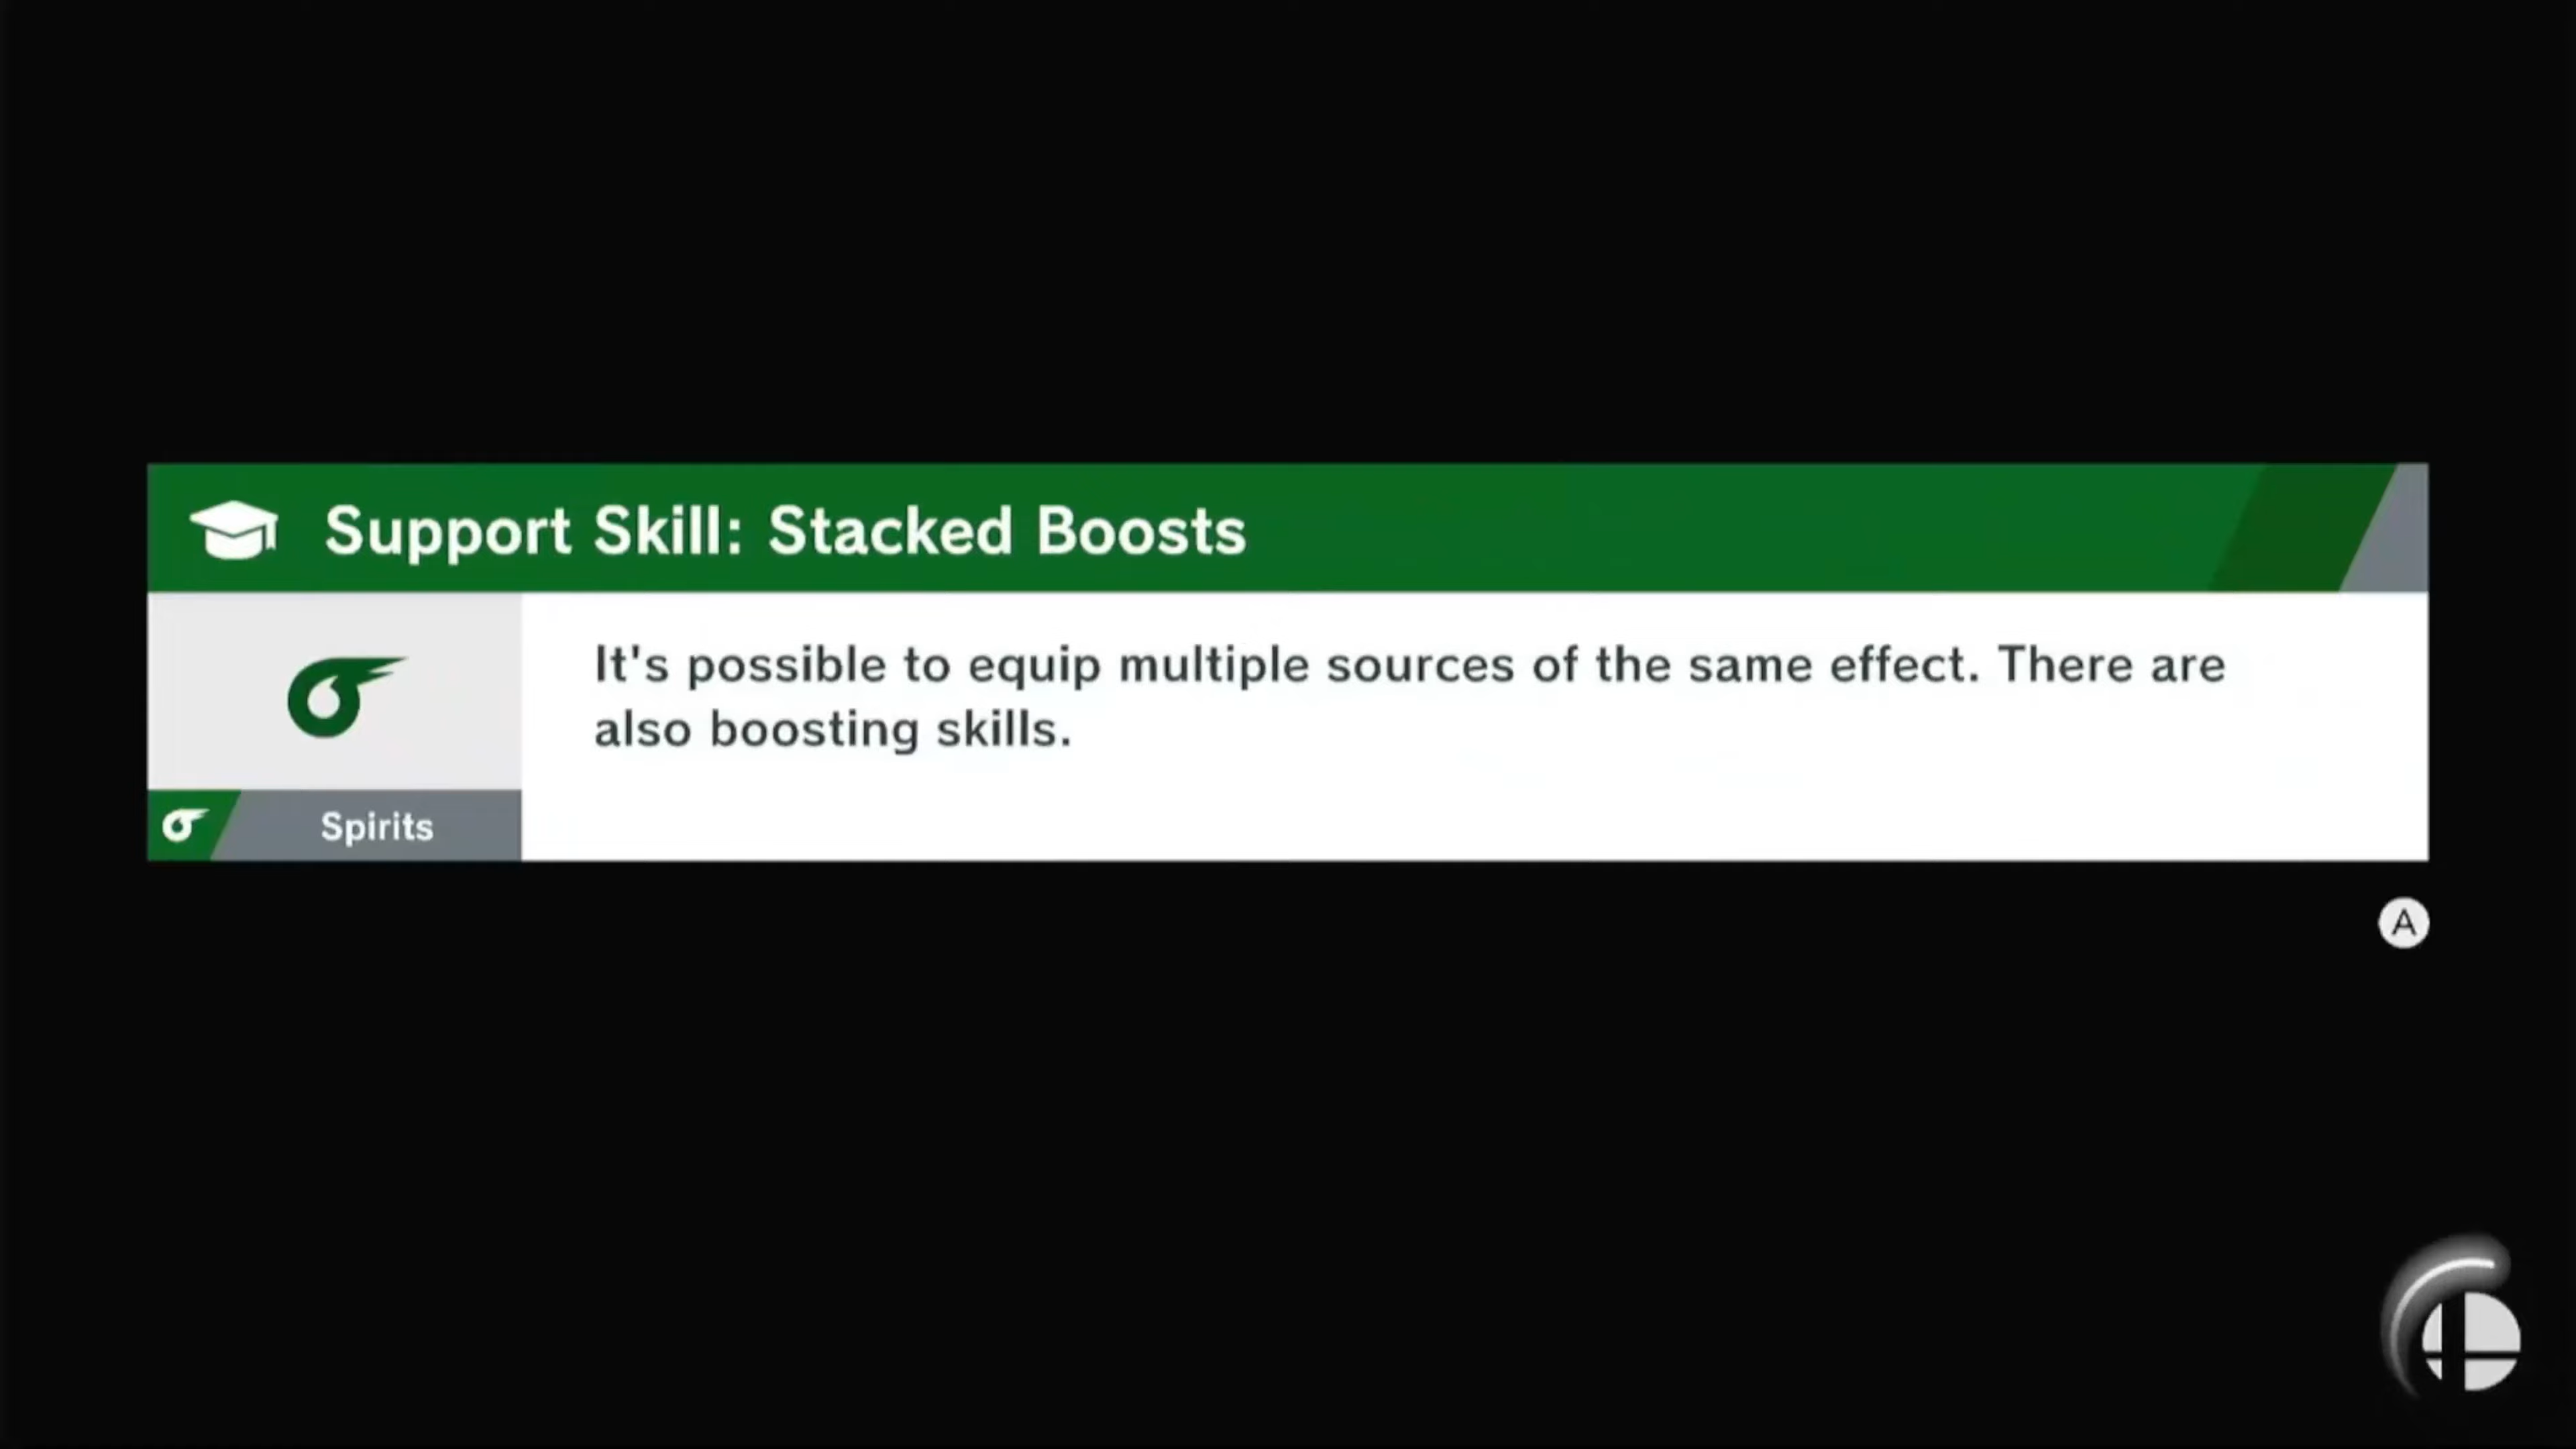 Support Skill: Stacked Boosts
It's possible to equip multiple sources of the same effect. There are
also boosting skills.
Spirits
A